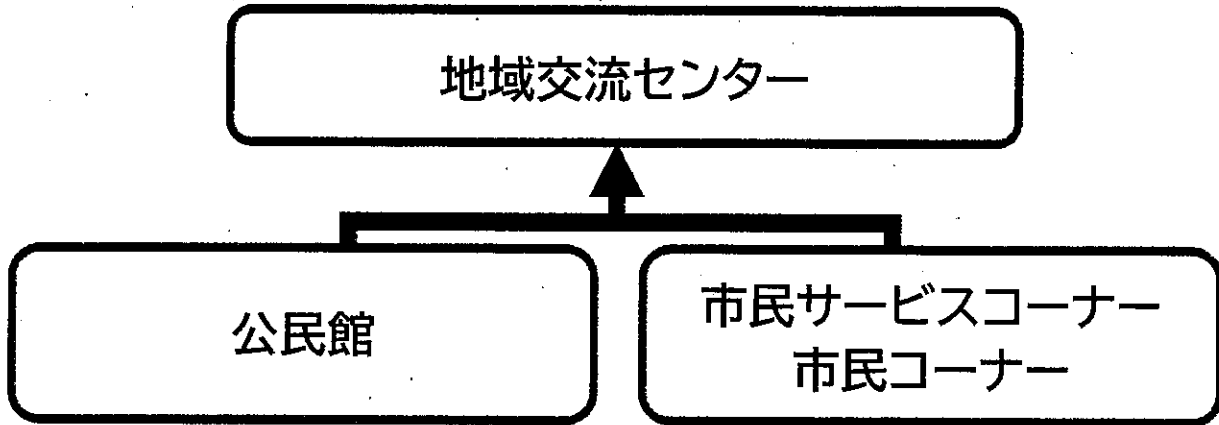 地域交流センター
公民館
市民サービスコーナー
市民コーナー